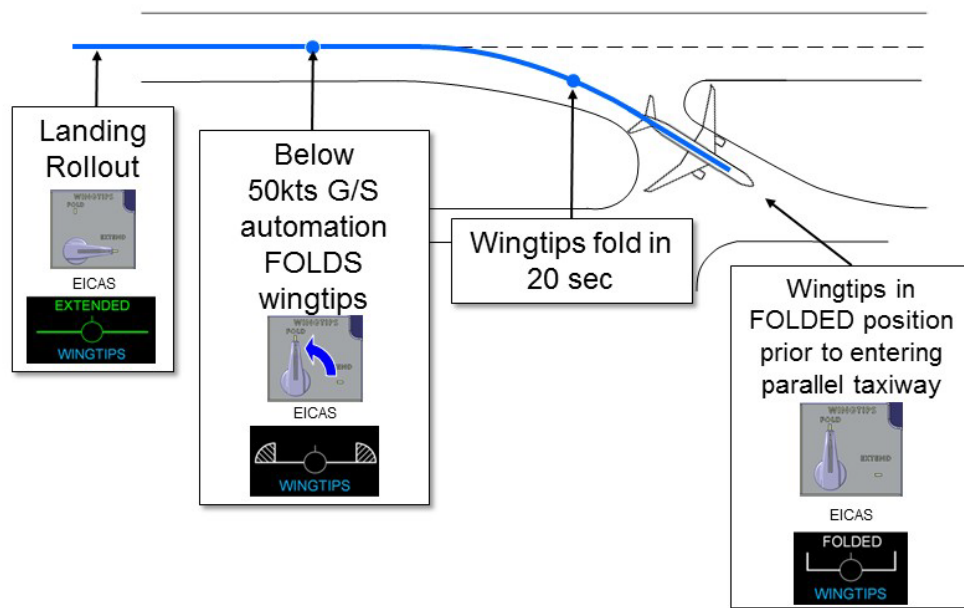 Landing
Rollout
WINGTIPS
FOLD
EXTEND
EICAS
EXTENDED
WINGTIPS
Below
50kts G/S
automation
FOLDS
wingtips
WINGTIPS
FOLD
END
EICAS
WINGTIPS
Wingtips fold in
20 sec
Wingtips in
FOLDED position
prior to entering
parallel taxiway
WINGTIPS
FOLD
EXTEND
EICAS
FOLDED
WINGTIPS